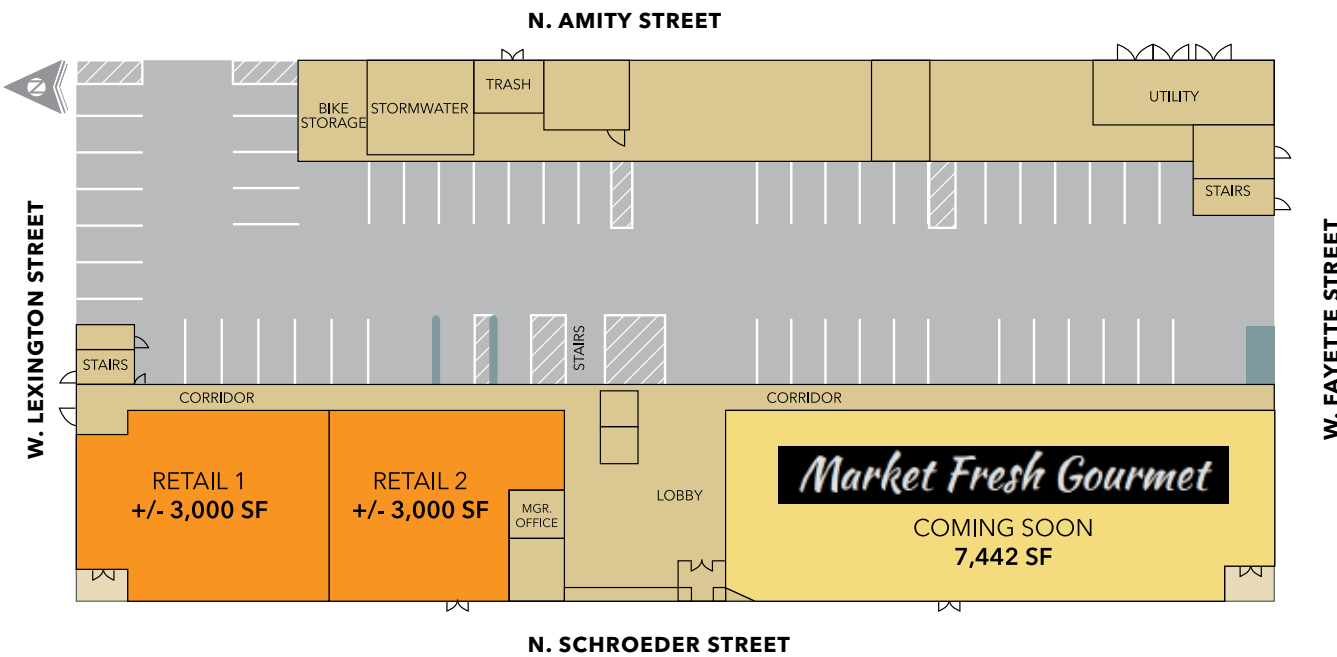 N. AMITY STREET
N
TRASH
BIKE
STORAGE
STORMWATER
UTILITY
STAIRS
W. LEXINGTON STREET
W. FAYETTE STREET
STAIRS
STAIRS
CORRIDOR
CORRIDOR
RETAIL 1
+/- 3,000 SF
RETAIL 2
+/- 3,000 SF
MGR.
OFFICE
LOBBY
Market Fresh Gourmet
COMING SOON
7,442 SF
N. SCHROEDER STREET